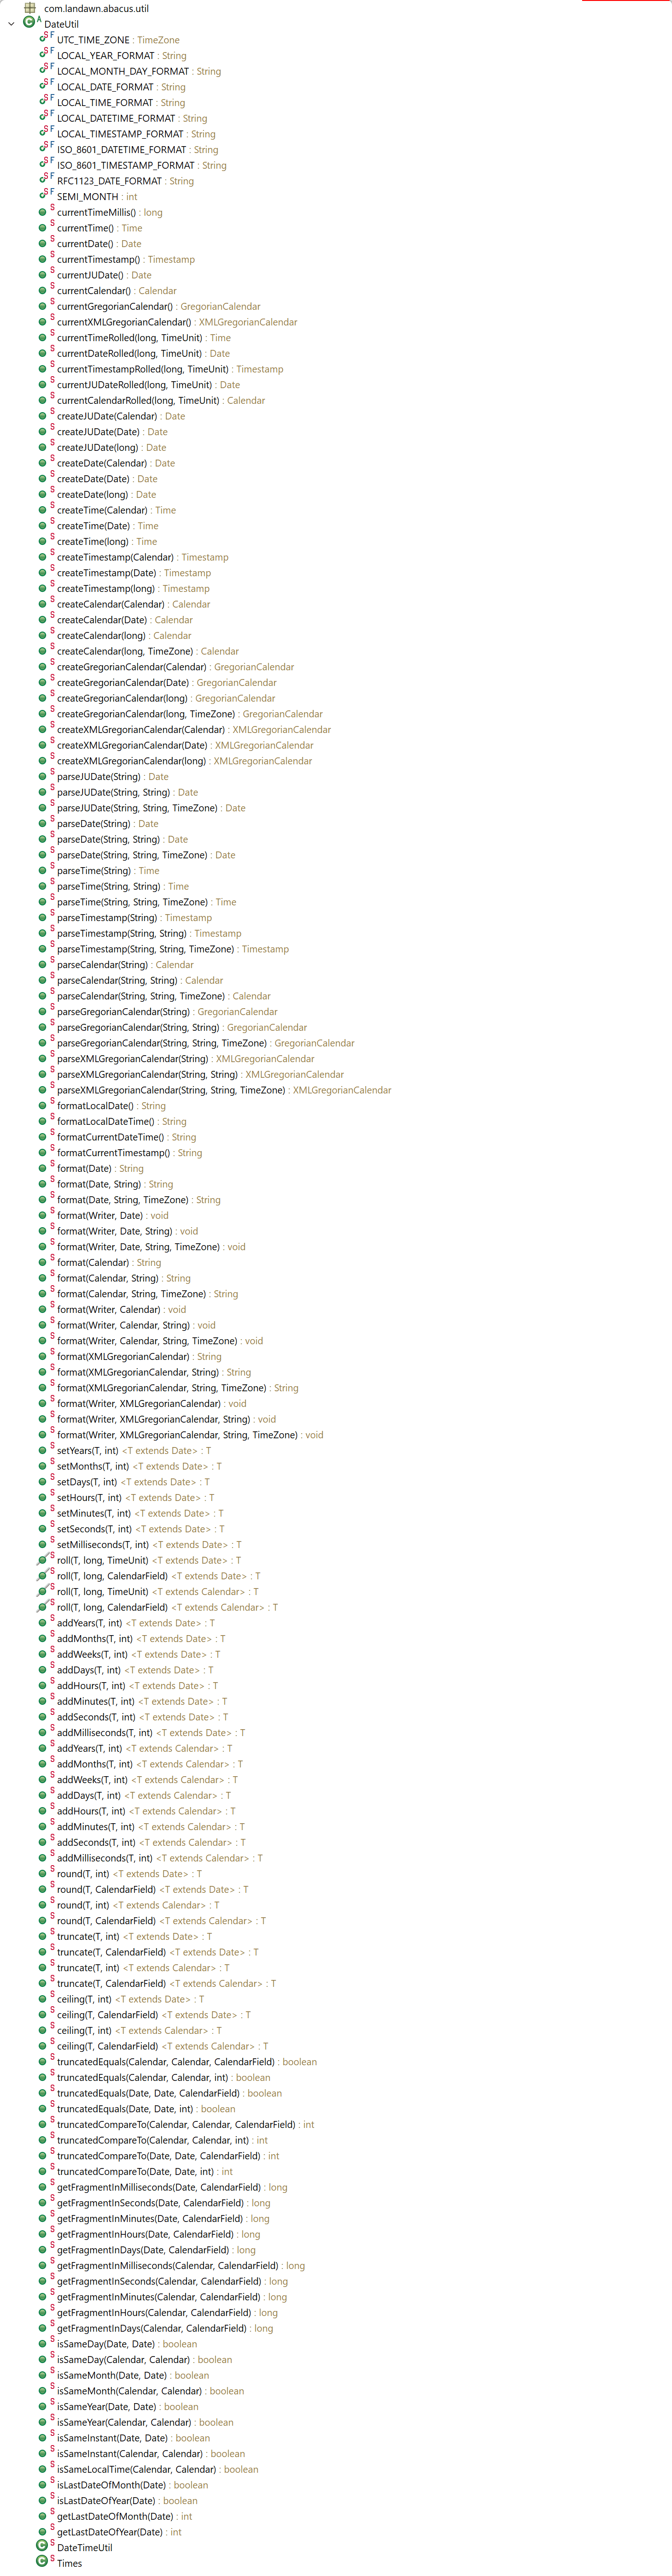 com.landawn.abacus.util
DateUtil
UTC_TIME_ZONE : TimeZone
LOCAL_YEAR_FORMAT : String
LOCAL_MONTH_DAY_FORMAT : String
LOCAL_DATE_FORMAT : String
LOCAL_TIME_FORMAT : String
LOCAL_DATETIME_FORMAT : String
LOCAL_TIMESTAMP_FORMAT : String
ISO_8601_DATETIME_FORMAT : String
ISO_8601_TIMESTAMP_FORMAT : String
RFC1123_DATE_FORMAT : String
SEMI_MONTH : int
currentTimeMillis() : long
currentTime() : Time
currentDate() : Date
currentTimestamp() : Timestamp
currentJUDate() : Date
currentCalendar() : Calendar
currentGregorianCalendar() : GregorianCalendar
currentXMLGregorianCalendar() : XMLGregorianCalendar
currentTimeRolled(long, TimeUnit) : Time
currentDateRolled(long, TimeUnit) : Date
currentTimestampRolled(long, TimeUnit) : Timestamp
currentJUDateRolled(long, TimeUnit) : Date
currentCalendarRolled(long, TimeUnit) : Calendar
createJUDate(Calendar) : Date
createJUDate(Date) : Date
createJUDate(long) : Date
createDate(Calendar) : Date
createDate(Date) : Date
createDate(long) : Date
createTime(Calendar) : Time
createTime(Date) : Time
createTime(long) : Time
createTimestamp(Calendar) : Timestamp
createTimestamp(Date) : Timestamp
createTimestamp(long) : Timestamp
createCalendar(Calendar) : Calendar
createCalendar(Date) : Calendar
createCalendar(long) : Calendar
createCalendar(long, TimeZone) : Calendar
createGregorianCalendar(Calendar) : GregorianCalendar
createGregorianCalendar(Date) : GregorianCalendar
createGregorianCalendar(long) : GregorianCalendar
createGregorianCalendar(long, TimeZone) : GregorianCalendar
createXMLGregorianCalendar(Calendar) : XMLGregorianCalendar
createXMLGregorianCalendar(Date) : XMLGregorianCalendar
createXMLGregorianCalendar(long) : XMLGregorianCalendar
parseJUDate(String) : Date
parseJUDate(String, String) : Date
parseJUDate(String, String, TimeZone) : Date
parseDate(String) : Date
parseDate(String, String) : Date
parseDate(String, String, TimeZone) : Date
parseTime(String) : Time
parseTime(String, String) : Time
parseTime(String, String, TimeZone) : Time
parseTimestamp(String) : Timestamp
parseTimestamp(String, String) : Timestamp
parseTimestamp(String, String, TimeZone) : Timestamp
parseCalendar(String) : Calendar
parseCalendar(String, String) : Calendar
parseCalendar(String, String, TimeZone) : Calendar
parseGregorianCalendar(String) : GregorianCalendar
parseGregorianCalendar(String, String) : GregorianCalendar
parseGregorianCalendar(String, String, TimeZone) : GregorianCalendar
parseXMLGregorianCalendar(String) : XMLGregorianCalendar
parseXMLGregorianCalendar(String, String) : XMLGregorianCalendar
parseXMLGregorianCalendar(String, String, TimeZone) : XMLGregorianCalendar
formatLocalDate() : String
formatLocalDateTime() : String
formatCurrentDateTime() : String
formatCurrentTimestamp() : String
format(Date) : String
format(Date, String) : String
format(Date, String, TimeZone) : String
format(Writer, Date) : void
format(Writer, Date, String) : void
format(Writer, Date, String, TimeZone) : void
format(Calendar) : String
format(Calendar, String) : String
format(Calendar, String, TimeZone) : String
format(Writer, Calendar) : void
format(Writer, Calendar, String) : void
format(Writer, Calendar, String, TimeZone) : void
format(XMLGregorianCalendar) : String
format(XMLGregorianCalendar, String) : String
format(XMLGregorianCalendar, String, TimeZone) : String
format(Writer, XMLGregorianCalendar) : void
format(Writer, XMLGregorianCalendar, String) : void
format(Writer, XMLGregorianCalendar, String, TimeZone) : void
setYears(T, int) <T extends Date> : T
setMonths(T, int) <T extends Date> : T
setDays(T, int) <T extends Date> : T
setHours(T, int) <T extends Date> : T
setMinutes(T, int) <T extends Date> : T
setSeconds(T, int) <T extends Date> : T
setMilliseconds(T, int) <T extends Date> : T
roll(T, long, TimeUnit) <T extends Date> : T
roll(T, long, CalendarField) <T extends Date> : T
roll(T, long, TimeUnit) <T extends Calendar> : T
roll(T, long, CalendarField) <T extends Calendar> : T
addYears(T, int) <T extends Date> : T
addMonths(T, int) <T extends Date> : T
addWeeks(T, int) <T extends Date> : T
addDays(T, int) <T extends Date> : T
addHours(T, int) <T extends Date> : T
addMinutes(T, int) <T extends Date> : T
addSeconds(T, int) <T extends Date> : T
addMilliseconds(T, int) <T extends Date> : T
addYears(T, int) <T extends Calendar> : T
addMonths(T, int) <T extends Calendar> : T
addWeeks(T, int) <T extends Calendar> : T
addDays(T, int) <T extends Calendar> : T
addHours(T, int) <T extends Calendar> : T
addMinutes(T, int) <T extends Calendar> : T
addSeconds(T, int) <T extends Calendar> : T
addMilliseconds(T, int) <T extends Calendar> : T
round(T, int) <T extends Date> : T
round(T, CalendarField) <T extends Date> : T
round(T, int) <T extends Calendar> : T
round(T, CalendarField) <T extends Calendar> : T
truncate(T, int) <T extends Date> : T
truncate(T, CalendarField) <T extends Date> : T
truncate(T, int) <T extends Calendar> : T
truncate(T, CalendarField) <T extends Calendar> : T
ceiling(T, int) <T extends Date> : T
ceiling(T, CalendarField) <T extends Date> : T
ceiling(T, int) <T extends Calendar> : T
ceiling(T, CalendarField) <T extends Calendar> : T
truncatedEquals(Calendar, Calendar, CalendarField) : boolean
truncatedEquals(Calendar, Calendar, int) : boolean
truncatedEquals(Date, Date, CalendarField) : boolean
truncatedEquals(Date, Date, int) : boolean
truncatedCompareTo(Calendar, Calendar, CalendarField) : int
truncatedCompareTo(Calendar, Calendar, int) : int
truncatedCompareTo(Date, Date, CalendarField) : int
truncatedCompareTo(Date, Date, int) : int
getFragmentInMilliseconds(Date, CalendarField) : long
getFragmentInSeconds(Date, CalendarField) : long
getFragmentInMinutes(Date, CalendarField) : long
getFragmentInHours(Date, CalendarField) : long
getFragmentInDays(Date, CalendarField) : long
getFragmentInMilliseconds(Calendar, CalendarField) : long
getFragmentInSeconds(Calendar, CalendarField) : long
getFragmentInMinutes(Calendar, CalendarField) : long
getFragmentInHours(Calendar, CalendarField) : long
getFragmentInDays(Calendar, CalendarField) : long
isSameDay(Date, Date) : boolean
isSameDay(Calendar, Calendar) : boolean
isSameMonth(Date, Date) : boolean
isSameMonth(Calendar, Calendar) : boolean
isSameYear(Date, Date) : boolean
isSameYear(Calendar, Calendar) : boolean
isSameInstant(Date, Date) : boolean
isSameInstant(Calendar, Calendar) : boolean
isSameLocalTime(Calendar, Calendar) : boolean
isLastDateOfMonth(Date) : boolean
isLastDateOfYear(Date) : boolean
getLastDateOfMonth(Date) : int
getLastDateOfYear(Date) : int
DateTimeUtil
Times